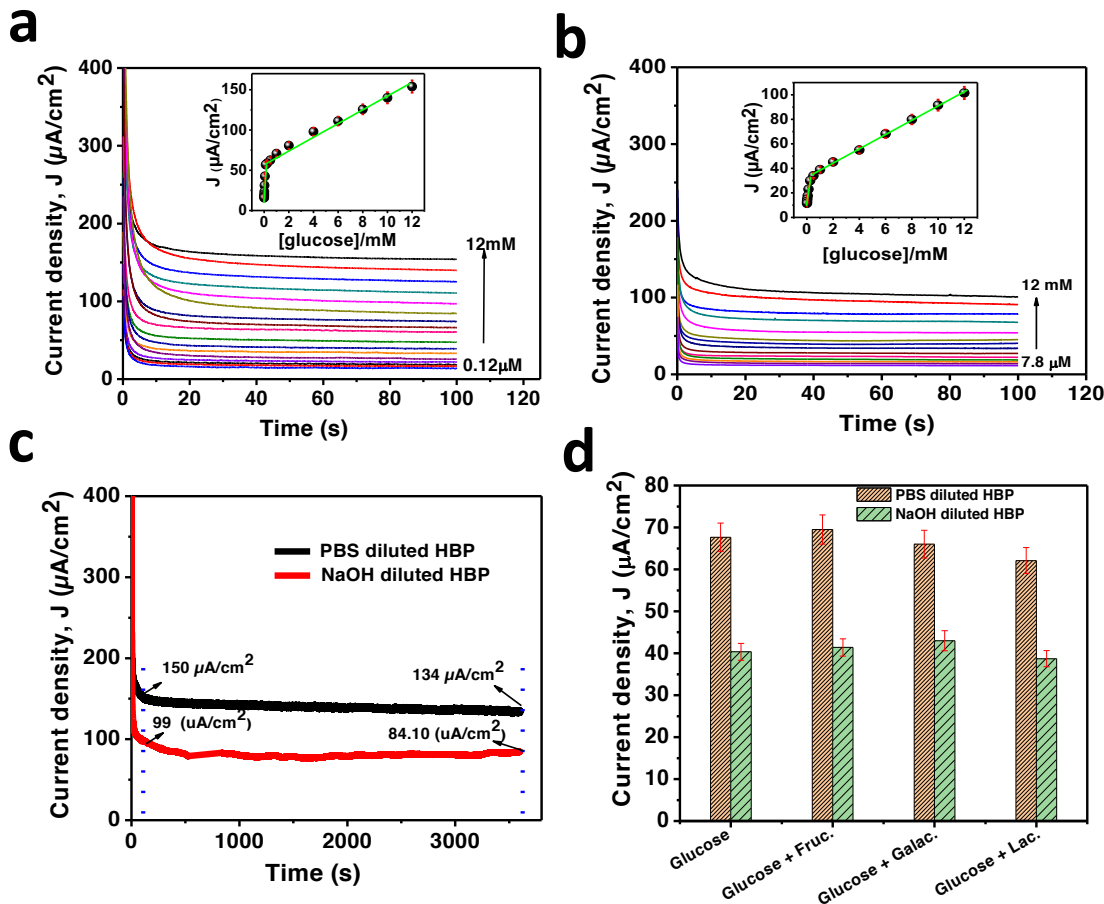 a
400
300
200
100
0
Current density, J (µA/cm²)
0 20 40 60 80 100 120
Time (s)
150
100
50
0
J (µA/cm2)
0 2 4 6 8 10 12
[glucose]/mM
12mM
0.12µM
b
400
300
200
100
0
Current density, J (µA/cm²)
0 20 40 60 80 100 120
Time (s)
100
80
60
40
20
0
J (µA/cm2)
0 2 4 6 8 10 12
[glucose]/mM
12 mM
7.8 µM
c
400
300
200
100
0
Current density, J (µA/cm²)
0 1000 2000 3000
Time (s)
PBS diluted HBP
NaOH diluted HBP
150 µA/cm²
134 µA/cm²
99 (uA/cm²)
84.10 (uA/cm²)
d
80
70
60
50
40
30
20
10
0
Current density, J (µA/cm²)
PBS diluted HBP
NaOH diluted HBP
Glucose
Glucose + Fruc.
Glucose + Galac.
Glucose + Lac.